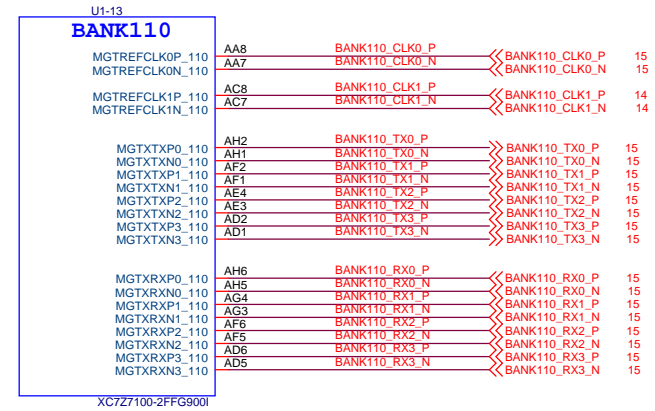 U1-13
BANK110
MGTREFCLK0P_110 AA8 BANK110_CLK0_P BANK110_CLK0_P 15
MGTREFCLK0N_110 AA7 BANK110_CLK0_N BANK110_CLK0_N 15
MGTREFCLK1P_110 AC8 BANK110_CLK1_P BANK110_CLK1_P 14
MGTREFCLK1N_110 AC7 BANK110_CLK1_N BANK110_CLK1_N 14
MGTXTXP0_110 AH2 BANK110_TX0_P BANK110_TX0_P 15
MGTXTXN0_110 AH1 BANK110_TX0_N BANK110_TX0_N 15
MGTXTXP1_110 AF2 BANK110_TX1_P BANK110_TX1_P 15
MGTXTXN1_110 AF1 BANK110_TX1_N BANK110_TX1_N 15
MGTXTXP2_110 AE4 BANK110_TX2_P BANK110_TX2_P 15
MGTXTXN2_110 AE3 BANK110_TX2_N BANK110_TX2_N 15
MGTXTXP3_110 AD2 BANK110_TX3_P BANK110_TX3_P 15
MGTXTXN3_110 AD1 BANK110_TX3_N BANK110_TX3_N 15
MGTXRXP0_110 AH6 BANK110_RX0_P BANK110_RX0_P 15
MGTXRXN0_110 AH5 BANK110_RX0_N BANK110_RX0_N 15
MGTXRXP1_110 AG4 BANK110_RX1_P BANK110_RX1_P 15
MGTXRXN1_110 AG3 BANK110_RX1_N BANK110_RX1_N 15
MGTXRXP2_110 AF6 BANK110_RX2_P BANK110_RX2_P 15
MGTXRXN2_110 AF5 BANK110_RX2_N BANK110_RX2_N 15
MGTXRXP3_110 AD6 BANK110_RX3_P BANK110_RX3_P 15
MGTXRXN3_110 AD5 BANK110_RX3_N BANK110_RX3_N 15
XC7Z7100-2FFG900I